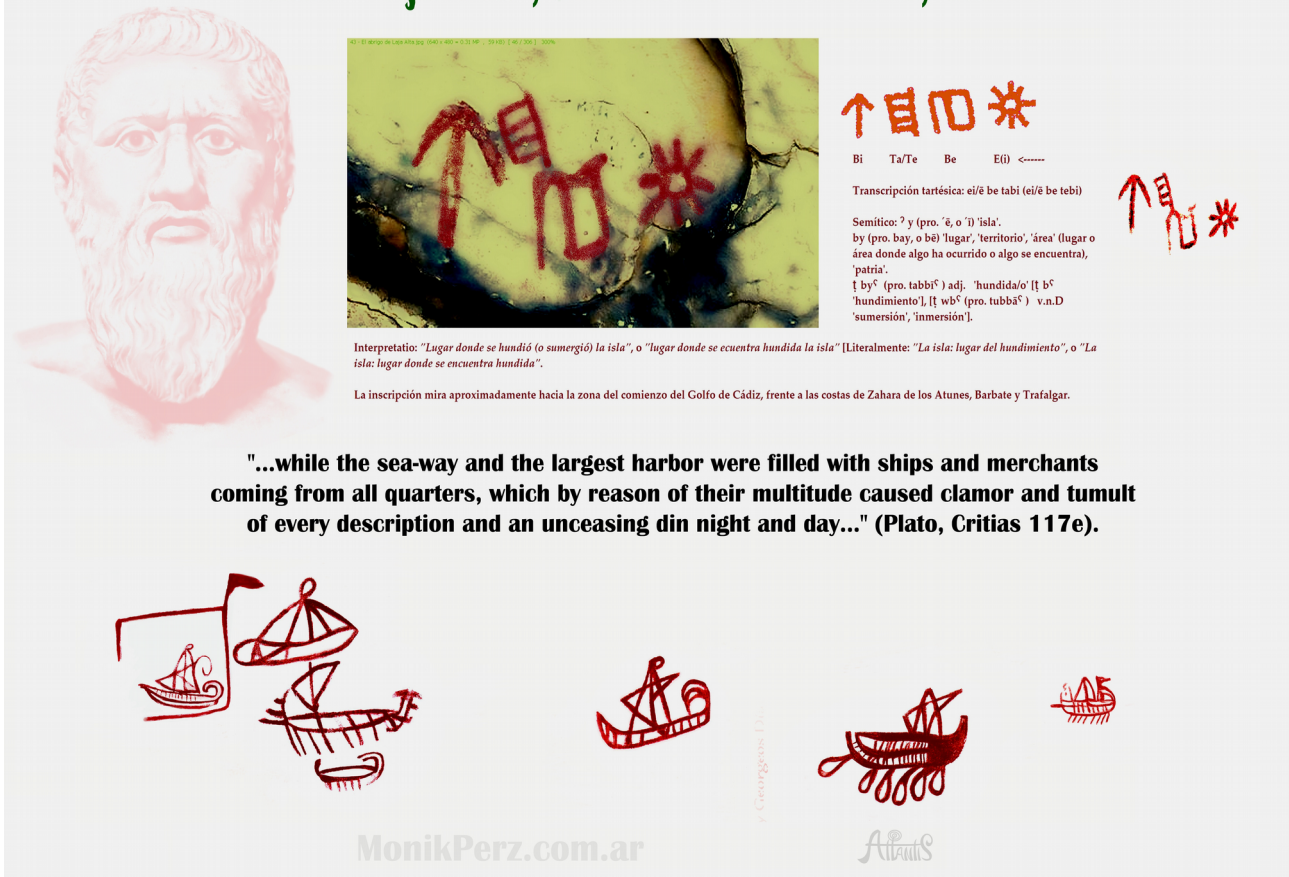 Bi Ta/Te Be E(i) <------
Transcripción tartésica: ei/ē be tabi (ei/ē be tebi)
Semítico: ʾ y (pro. ´ē, o ´ī) 'isla'.
by (pro. bay, o bē) 'lugar', 'territorio', 'área' (lugar o
área donde algo ha ocurrido o algo se encuentra),
'patria'.
ṭ byʿ (pro. tabbiʿ ) adj. 'hundida/o' [ṭ bʿ
'hundimiento'], [ṭ wbʿ (pro. tubbāʿ ) v.n.D
'sumersión', 'inmersión'].
Interpretatio: "Lugar donde se hundió (o sumergió) la isla", o "lugar donde se ecuentra hundida la isla" [Literalmente: "La isla: lugar del hundimiento", o "La
isla: lugar donde se encuentra hundida".
La inscripción mira aproximadamente hacia la zona del comienzo del Golfo de Cádiz, frente a las costas de Zahara de los Atunes, Barbate y Trafalgar.
"...while the sea-way and the largest harbor were filled with ships and merchants
coming from all quarters, which by reason of their multitude caused clamor and tumult
of every description and an unceasing din night and day..." (Plato, Critias 117e).
MonikPerz.com.ar
AtlantiS